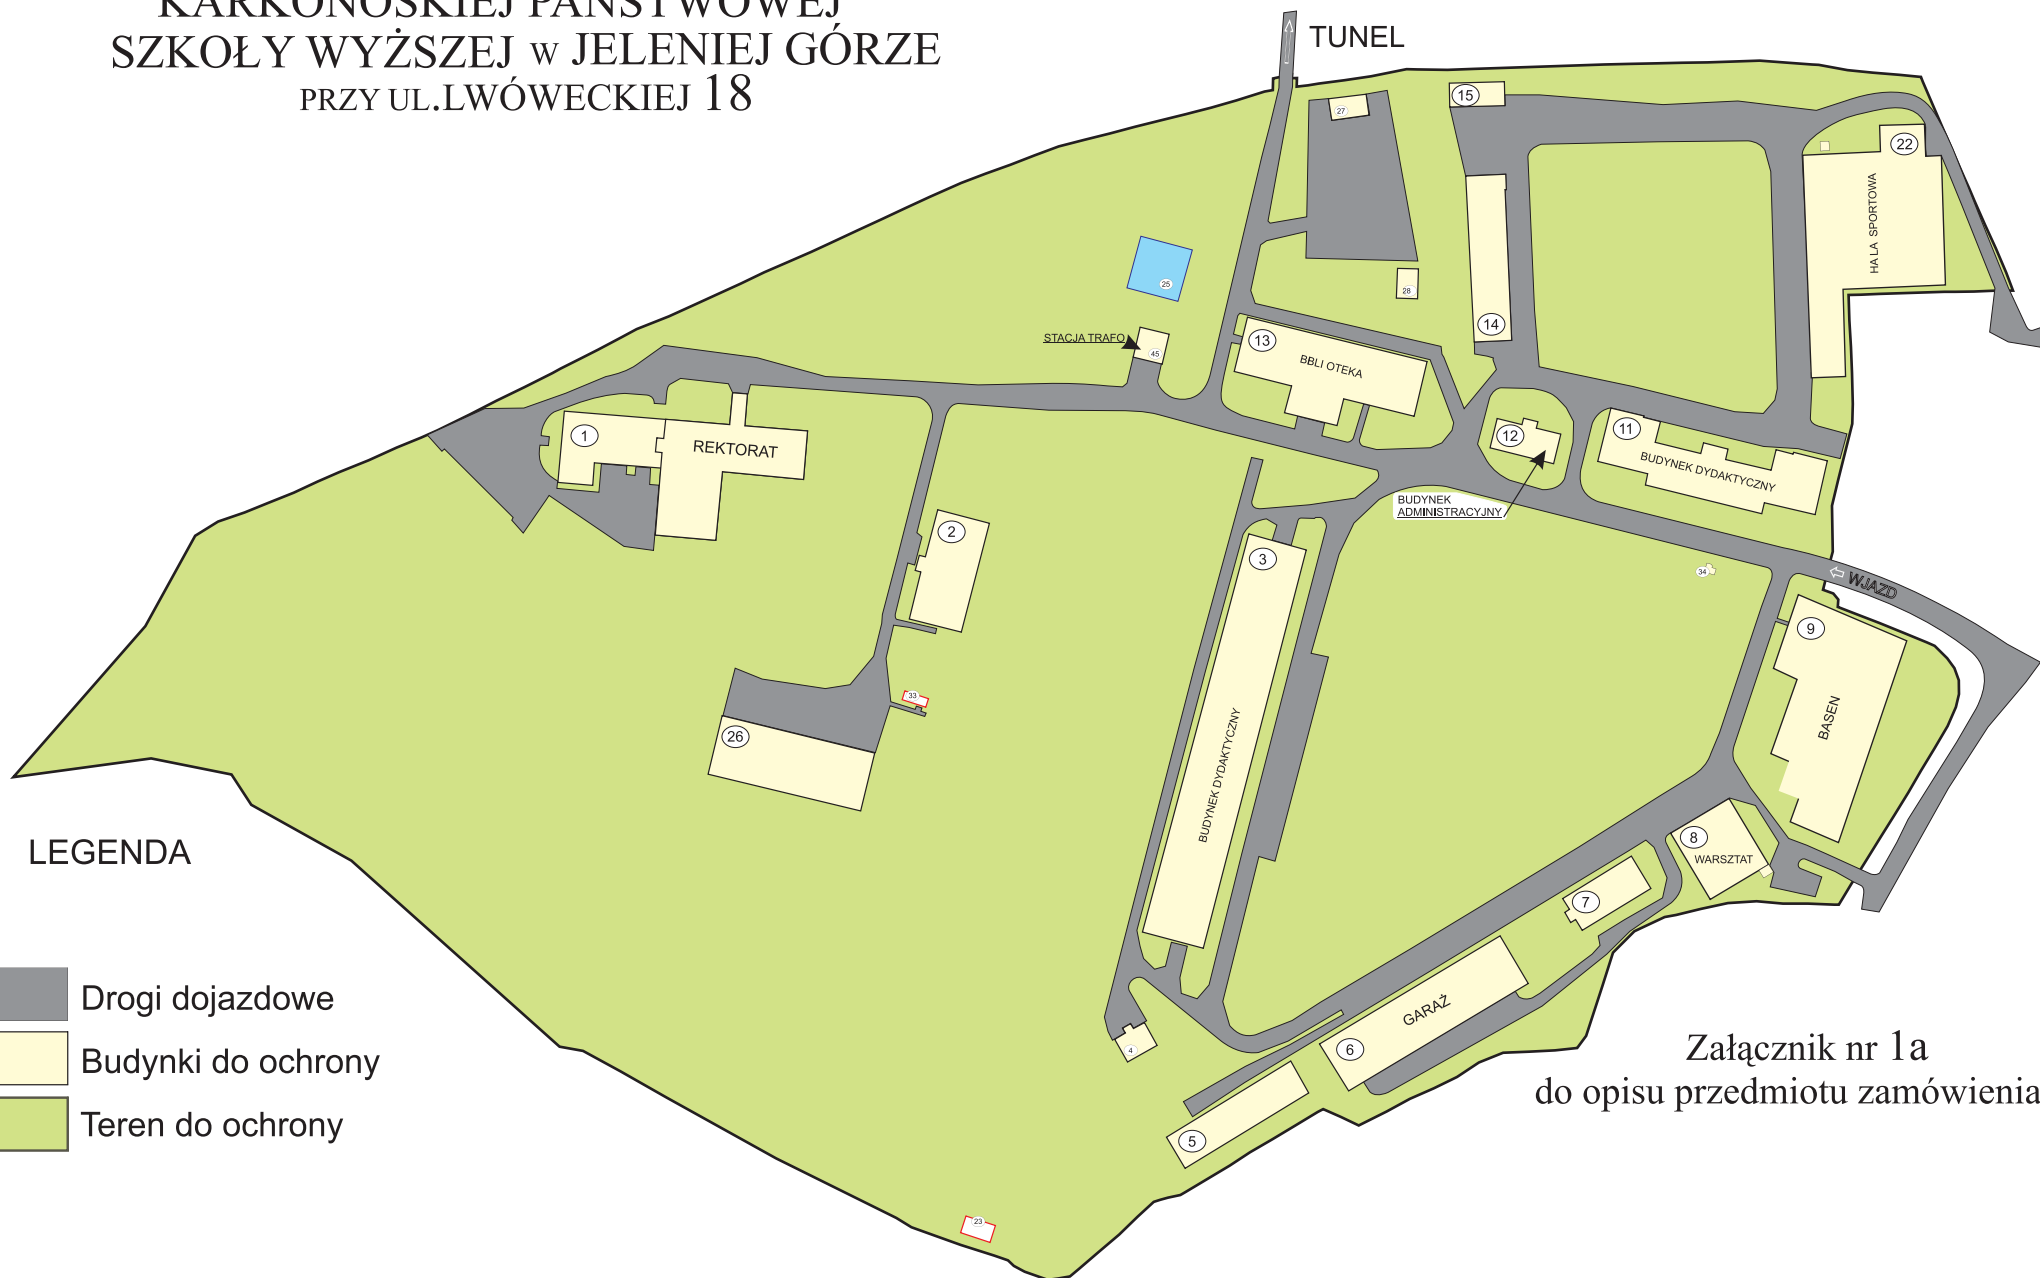 KARKONOSKIEJ PAŃSTWOWEJ
SZKOŁY WYŻSZEJ W JELENIEJ GÓRZE
PRZY UL.LWÓWECKIEJ 18
TUNEL
15
27
22
HALA SPORTOWA
25
28
14
STACJA TRAFO
45
13
BBLI OTEKA
12
11
BUDYNEK DYDAKTYCZNY
BUDYNEK
ADMINISTRACYJNY
1
REKTORAT
2
3
BUDYNEK DYDAKTYCZNY
34
WJAZD
9
BASEN
33
26
8
WARSZTAT
7
GARAŻ
6
4
5
23
LEGENDA
Drogi dojazdowe
Budynki do ochrony
Teren do ochrony
Załącznik nr 1a
do opisu przedmiotu zamówienia